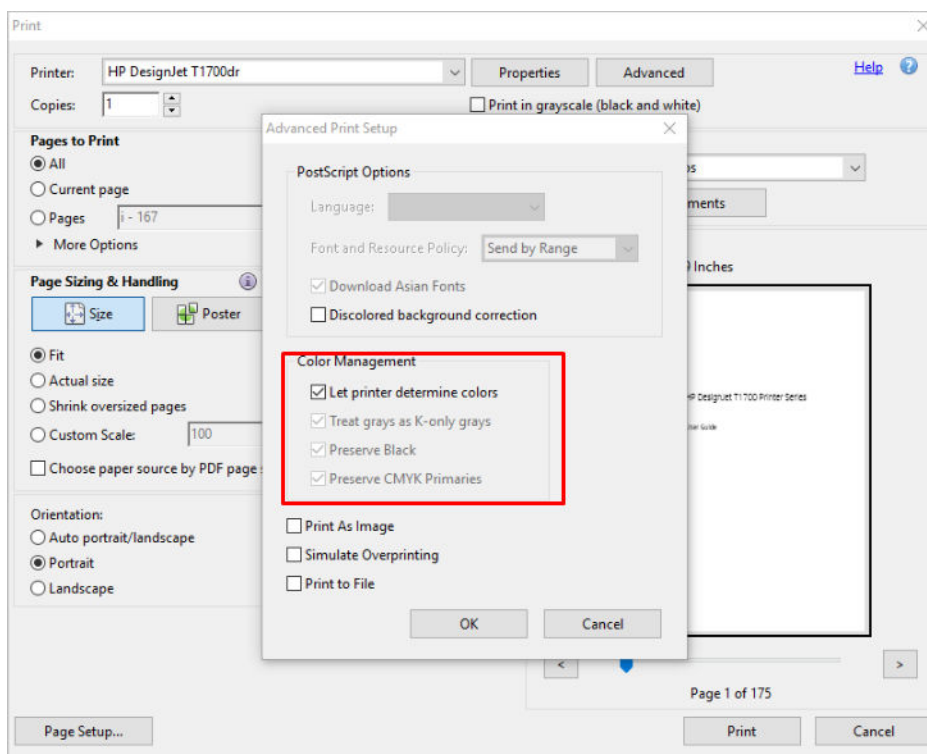 Print
Printer: HP DesignJet T1700dr Properties Advanced Help
Copies: 1 Print in grayscale (black and white)
Pages to Print
All
Current page
Pages i - 167
More Options
Page Sizing & Handling
Size Poster
Fit
Actual size
Shrink oversized pages
Custom Scale: 100
Choose paper source by PDF page
Orientation:
Auto portrait/landscape
Portrait
Landscape
Advanced Print Setup
PostScript Options
Language:
Font and Resource Policy: Send by Range
Download Asian Fonts
Discolored background correction
Color Management
Let printer determine colors
Treat grays as K-only grays
Preserve Black
Preserve CMYK Primaries
Print As Image
Simulate Overprinting
Print to File
OK Cancel
Inches
HP DesignJet T1700 Printer Series
User Guide
< >
Page 1 of 175
Page Setup... Print Cancel